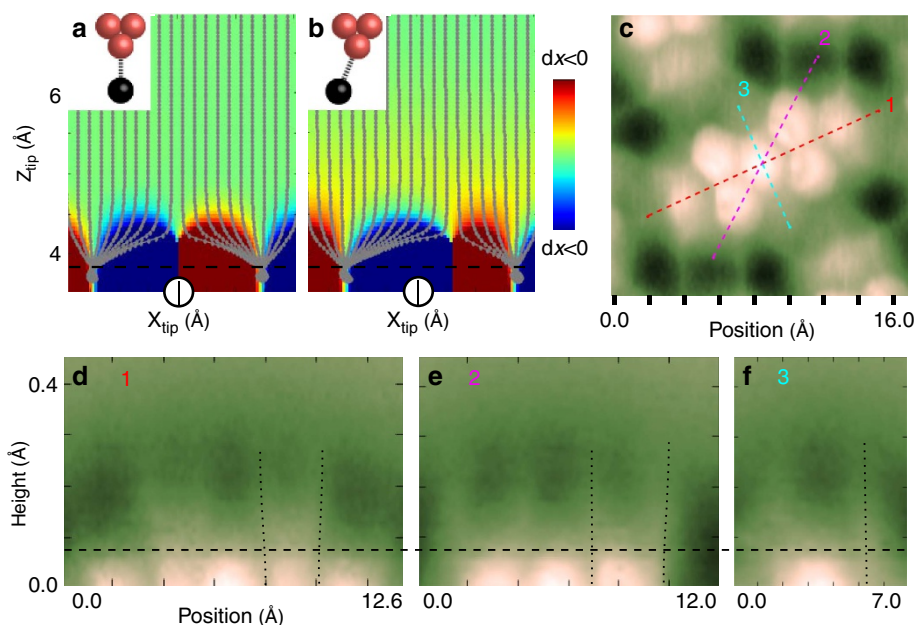 a
b
c
dx<0
dx<0
6
4
Z_tip (Å)
X_tip (Å)
X_tip (Å)
2
3
1
0.0
16.0
Position (Å)
d
1
e
2
f
3
0.4
0.0
Height (Å)
0.0
12.6
0.0
12.0
0.0
7.0
Position (Å)